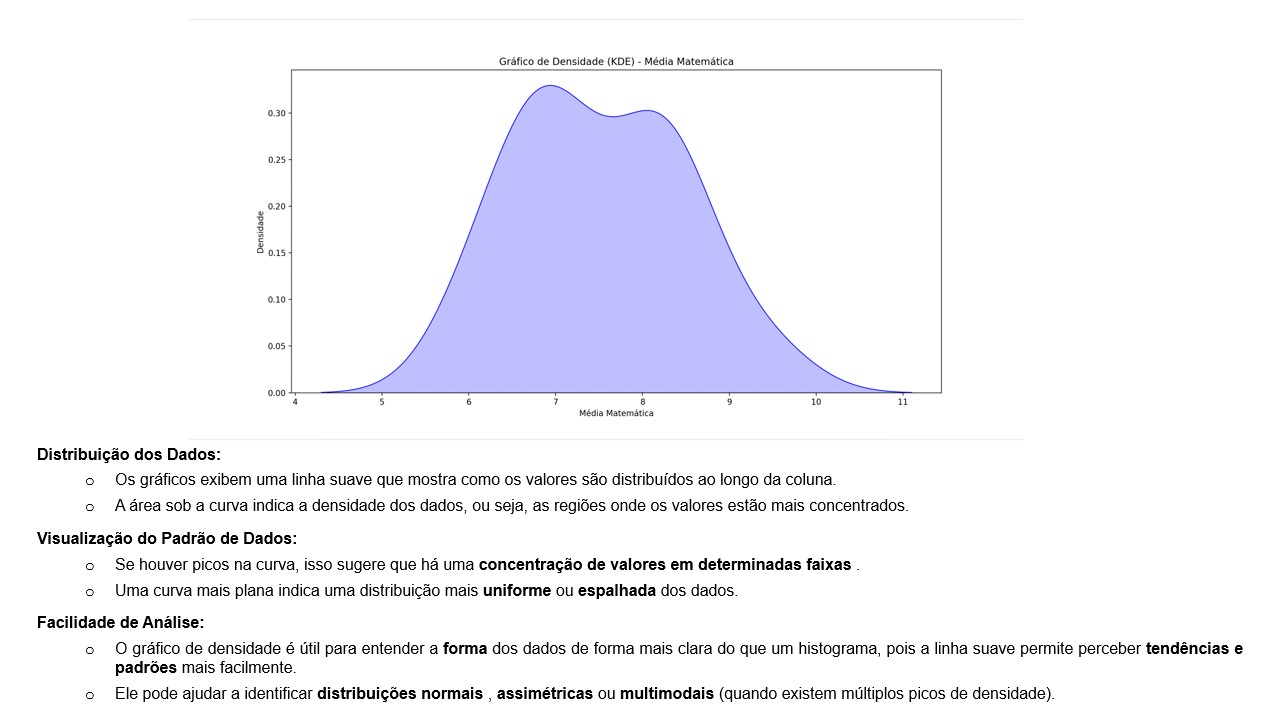 Gráfico de Densidade (KDE) - Média Matemática
0.30
0.25
0.20
0.15
0.10
0.05
0.00
Densidade
4 5 6 7 8 9 10 11
Média Matemática
Distribuição dos Dados:
o Os gráficos exibem uma linha suave que mostra como os valores são distribuídos ao longo da coluna.
o A área sob a curva indica a densidade dos dados, ou seja, as regiões onde os valores estão mais concentrados.
Visualização do Padrão de Dados:
o Se houver picos na curva, isso sugere que há uma concentração de valores em determinadas faixas .
o Uma curva mais plana indica uma distribuição mais uniforme ou espalhada dos dados.
Facilidade de Análise:
o O gráfico de densidade é útil para entender a forma dos dados de forma mais clara do que um histograma, pois a linha suave permite perceber tendências e
padrões mais facilmente.
o Ele pode ajudar a identificar distribuições normais , assimétricas ou multimodais (quando existem múltiplos picos de densidade).